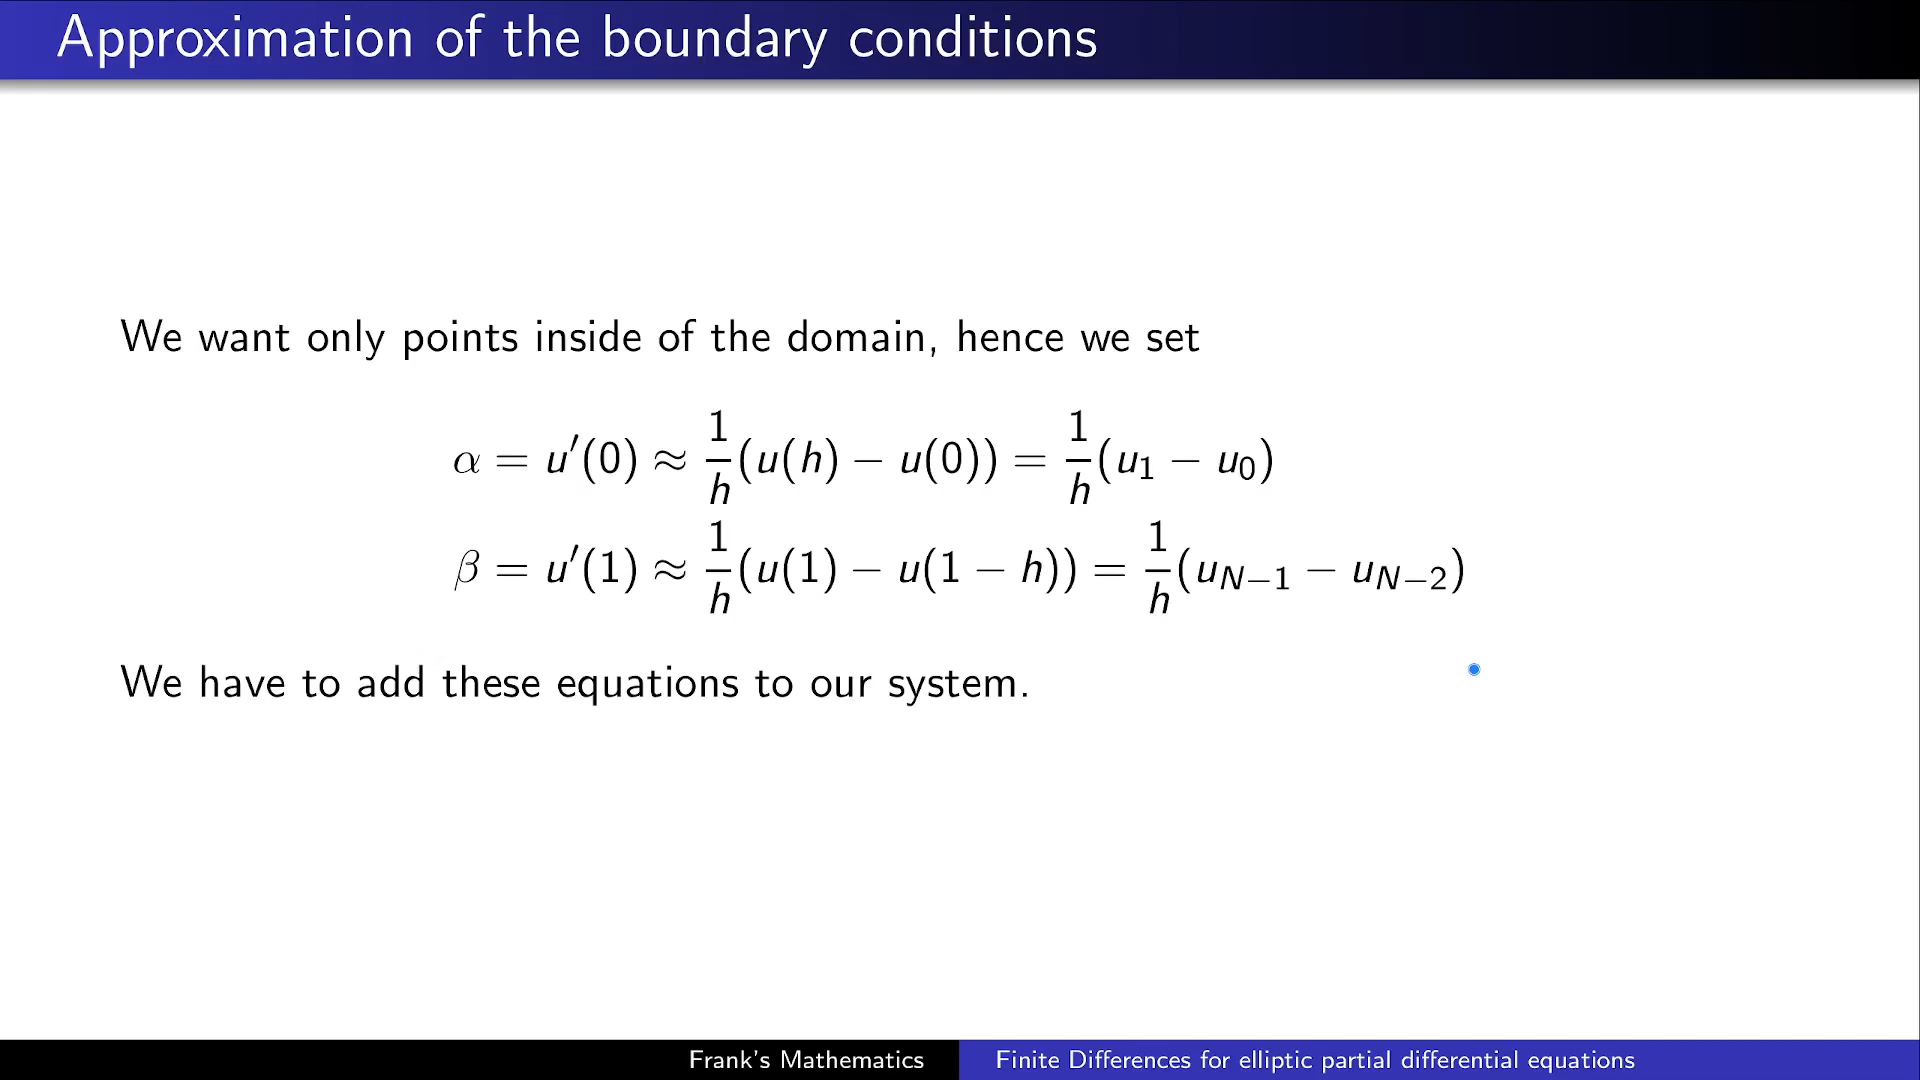 Approximation of the boundary conditions
We want only points inside of the domain, hence we set
α = u′(0) ≈ 1/h (u(h) − u(0)) = 1/h (u₁ − u₀)
β = u′(1) ≈ 1/h (u(1) − u(1 − h)) = 1/h (u_{N−1} − u_{N−2})
We have to add these equations to our system.
Frank's Mathematics
Finite Differences for elliptic partial differential equations